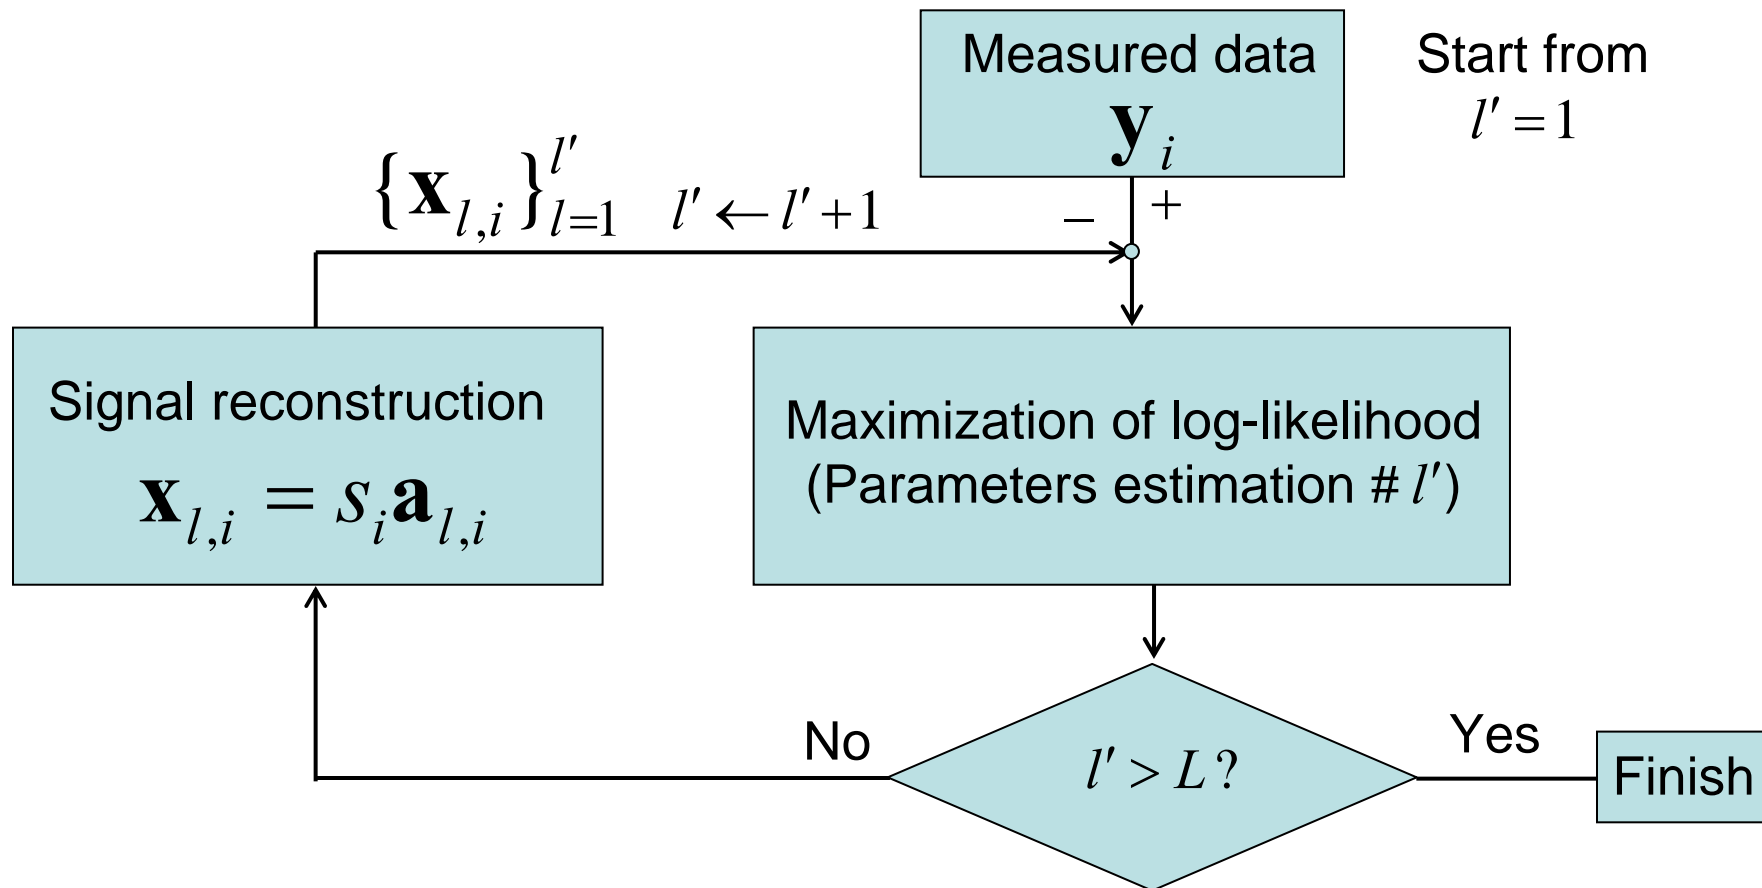 Measured data
𝐲_i
Start from
l′ = 1
{𝐱_{l,i}}_{l=1}^{l′}  l′ ← l′ + 1
− +
Signal reconstruction
𝐱_{l,i} = s_i 𝐚_{l,i}
Maximization of log-likelihood
(Parameters estimation # l′)
No
l′ > L ?
Yes
Finish